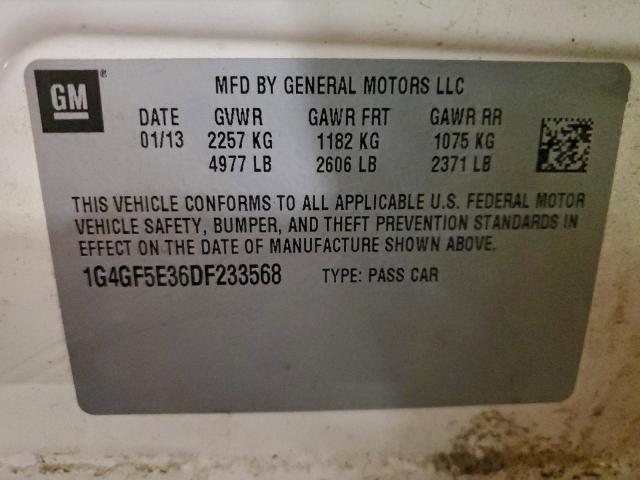 GM
®
MFD BY GENERAL MOTORS LLC
DATE GVWR GAWR FRT GAWR RR
01/13 2257 KG 1182 KG 1075 KG
4977 LB 2606 LB 2371 LB
THIS VEHICLE CONFORMS TO ALL APPLICABLE U.S. FEDERAL MOTOR
VEHICLE SAFETY, BUMPER, AND THEFT PREVENTION STANDARDS IN
EFFECT ON THE DATE OF MANUFACTURE SHOWN ABOVE.
1G4GF5E36DF233568 TYPE: PASS CAR